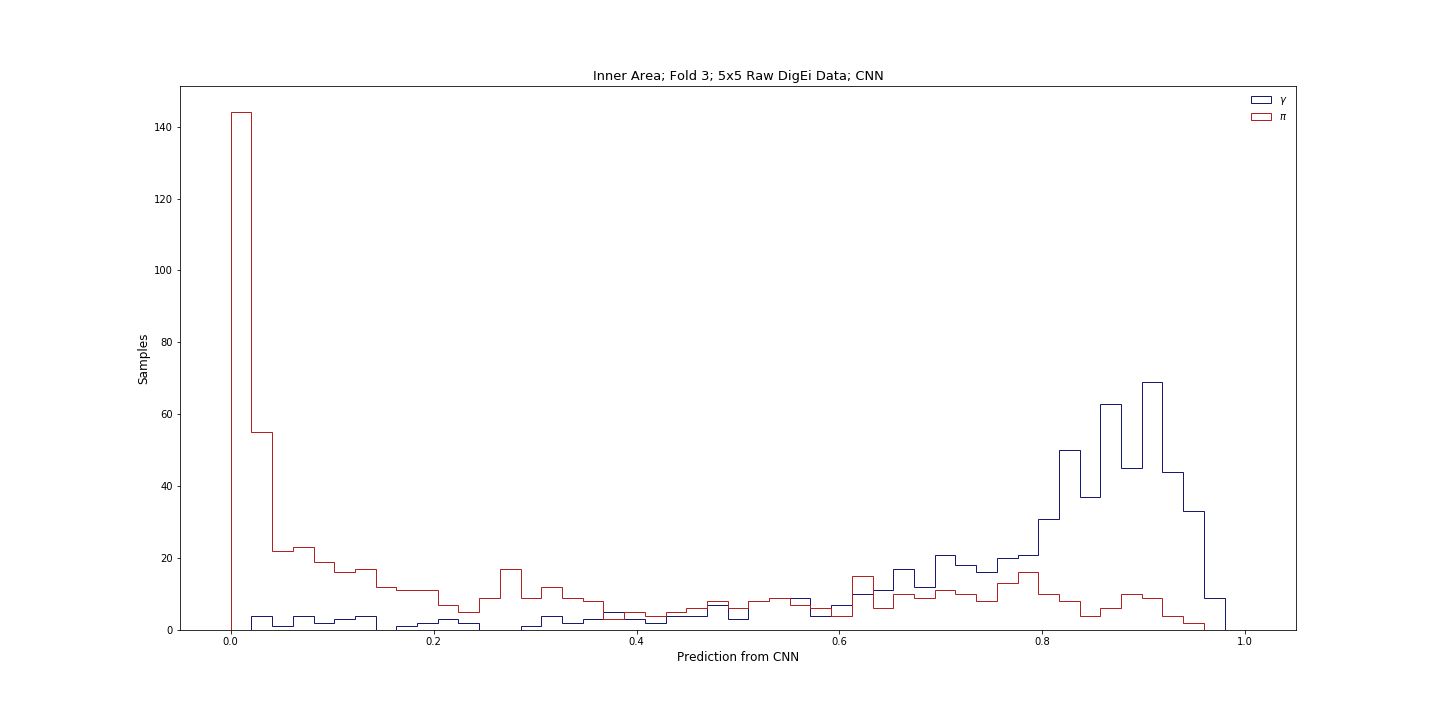 Inner Area; Fold 3; 5x5 Raw DigEi Data; CNN
γ
π
140
120
100
80
60
40
20
0
Samples
0.0 0.2 0.4 0.6 0.8 1.0
Prediction from CNN